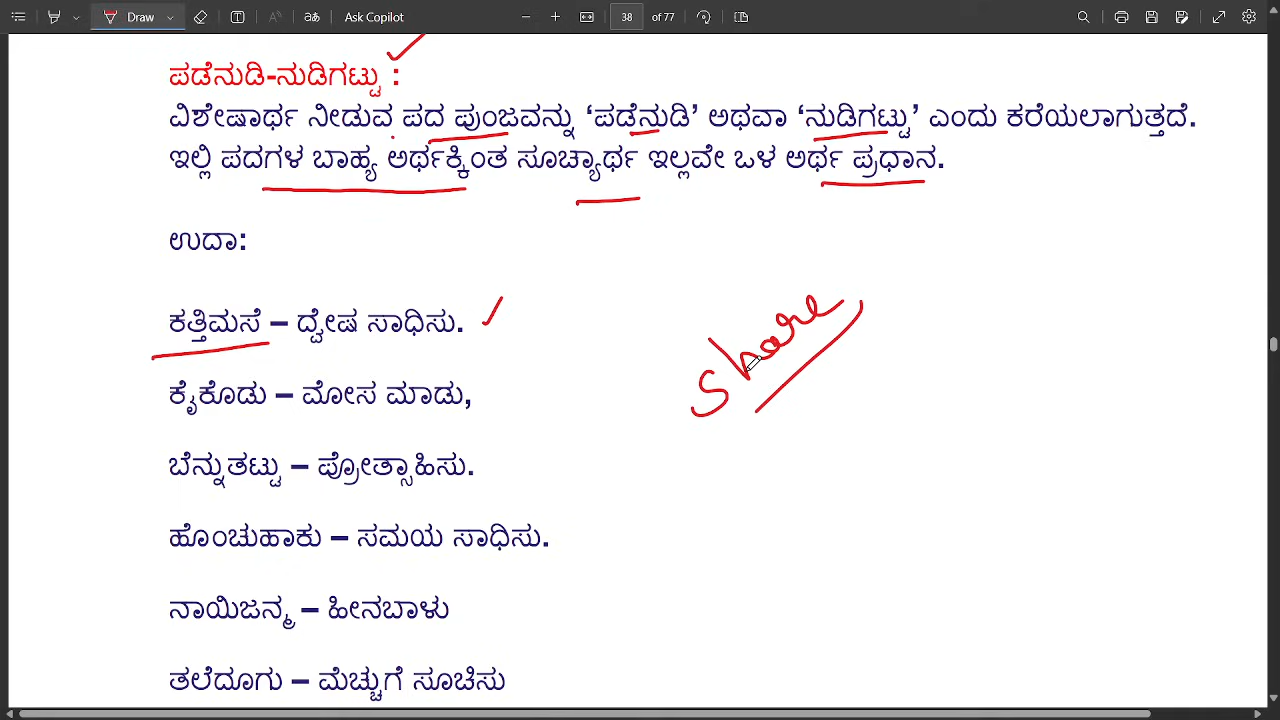 Draw
Ask Copilot
38 of 77
ಪಡೆನುಡಿ-ನುಡಿಗಟ್ಟು :
ವಿಶೇಷಾರ್ಥ ನೀಡುವ ಪದ ಪುಂಜವನ್ನು ‘ಪಡೆನುಡಿ’ ಅಥವಾ ‘ನುಡಿಗಟ್ಟು’ ಎಂದು ಕರೆಯಲಾಗುತ್ತದೆ.
ಇಲ್ಲಿ ಪದಗಳ ಬಾಹ್ಯ ಅರ್ಥಕ್ಕಿಂತ ಸೂಚ್ಯಾರ್ಥ ಇಲ್ಲವೇ ಒಳ ಅರ್ಥ ಪ್ರಧಾನ.
ಉದಾ:
ಕತ್ತಿಮಸೆ – ದ್ವೇಷ ಸಾಧಿಸು.
share
ಕೈಕೊಡು – ಮೋಸ ಮಾಡು,
ಬೆನ್ನುತಟ್ಟು – ಪ್ರೋತ್ಸಾಹಿಸು.
ಹೊಂಚುಹಾಕು – ಸಮಯ ಸಾಧಿಸು.
ನಾಯಿಜನ್ಮ – ಹೀನಬಾಳು
ತಲೆದೂಗು – ಮೆಚ್ಚುಗೆ ಸೂಚಿಸು